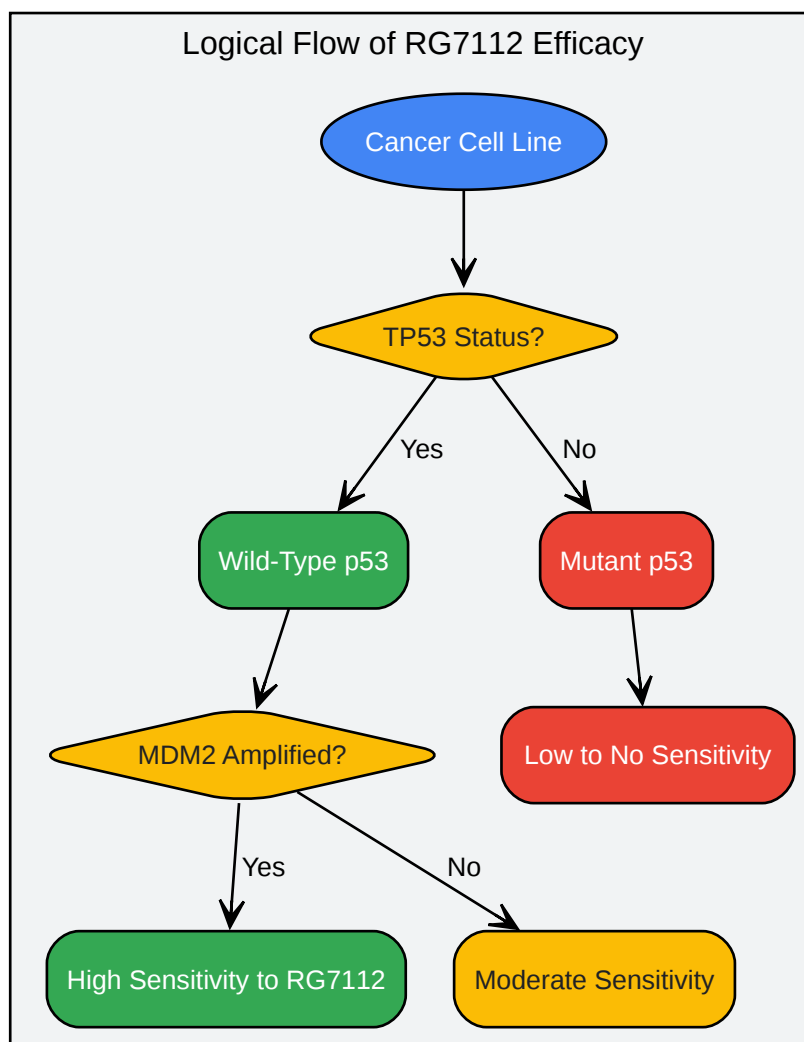 Logical Flow of RG7112 Efficacy
Cancer Cell Line
TP53 Status?
Yes
No
Wild-Type p53
Mutant p53
MDM2 Amplified?
Low to No Sensitivity
Yes
No
High Sensitivity to RG7112
Moderate Sensitivity